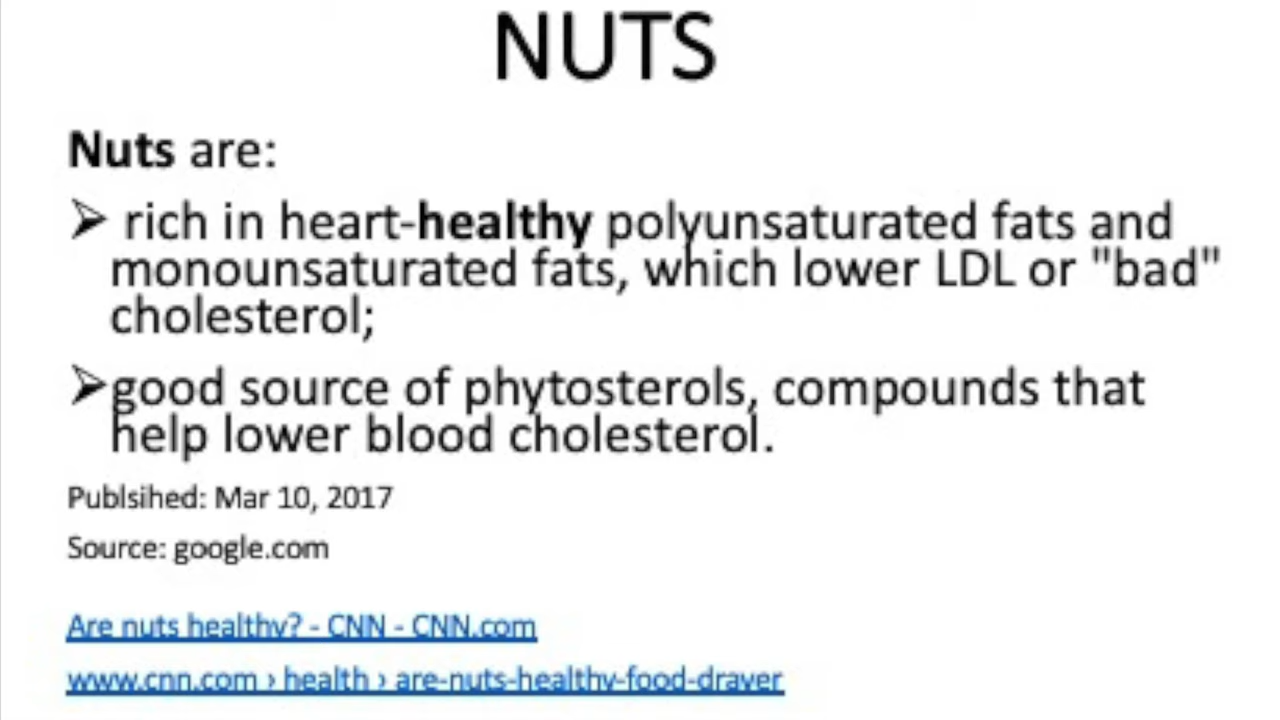 NUTS
Nuts are:
➢ rich in heart-healthy polyunsaturated fats and
monounsaturated fats, which lower LDL or "bad"
cholesterol;
➢good source of phytosterols, compounds that
help lower blood cholesterol.
Publsihed: Mar 10, 2017
Source: google.com
Are nuts healthy? - CNN - CNN.com
www.cnn.com › health › are-nuts-healthy-food-draver